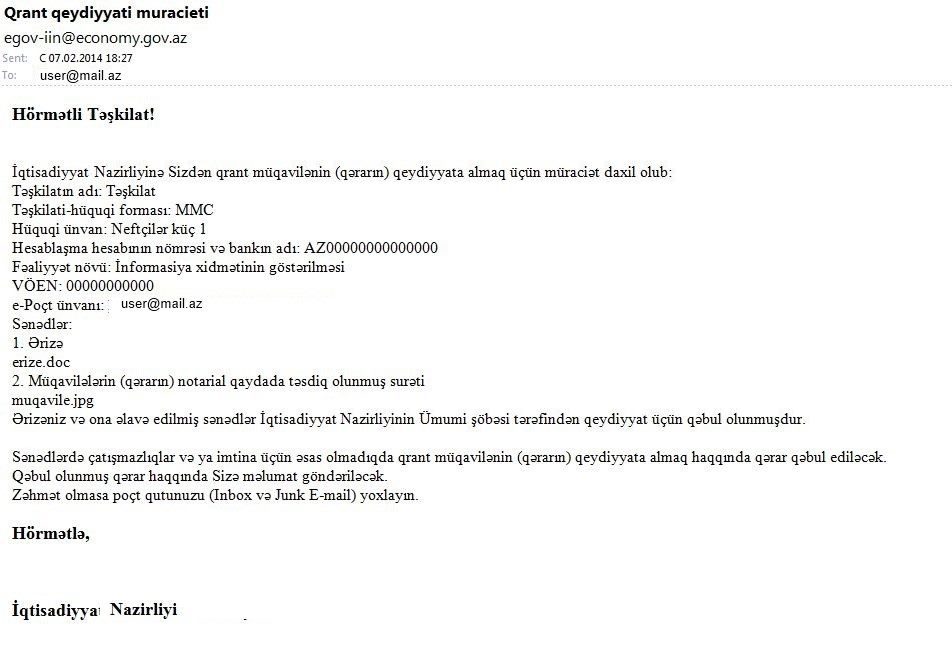 Qrant qeydiyyati muracieti
egov-iin@economy.gov.az
Sent: C 07.02.2014 18:27
To: user@mail.az
Hörmətli Təşkilat!
İqtisadiyyat Nazirliyinə Sizdən qrant müqavilənin (qərarın) qeydiyyata almaq üçün müraciət daxil olub:
Təşkilatın adı: Təşkilat
Təşkilati-hüquqi forması: MMC
Hüquqi ünvan: Neftçilər küç 1
Hesablaşma hesabının nömrəsi və bankın adı: AZ00000000000000
Fəaliyyət növü: İnformasiya xidmətinin göstərilməsi
VÖEN: 00000000000
e-Poçt ünvanı: user@mail.az
Sənədlər:
1. Ərizə
erize.doc
2. Müqavilələrin (qərarın) notarial qaydada təsdiq olunmuş surəti
muqavile.jpg
Ərizəniz və ona əlavə edilmiş sənədlər İqtisadiyyat Nazirliyinin Ümumi şöbəsi tərəfindən qeydiyyat üçün qəbul olunmuşdur.
Sənədlərdə çatışmazlıqlar və ya imtina üçün əsas olmadıqda qrant müqavilənin (qərarın) qeydiyyata almaq haqqında qərar qəbul ediləcək.
Qəbul olunmuş qərar haqqında Sizə məlumat göndəriləcək.
Zəhmət olmasa poçt qutunuzu (Inbox və Junk E-mail) yoxlayın.
Hörmətlə,
İqtisadiyyat Nazirliyi